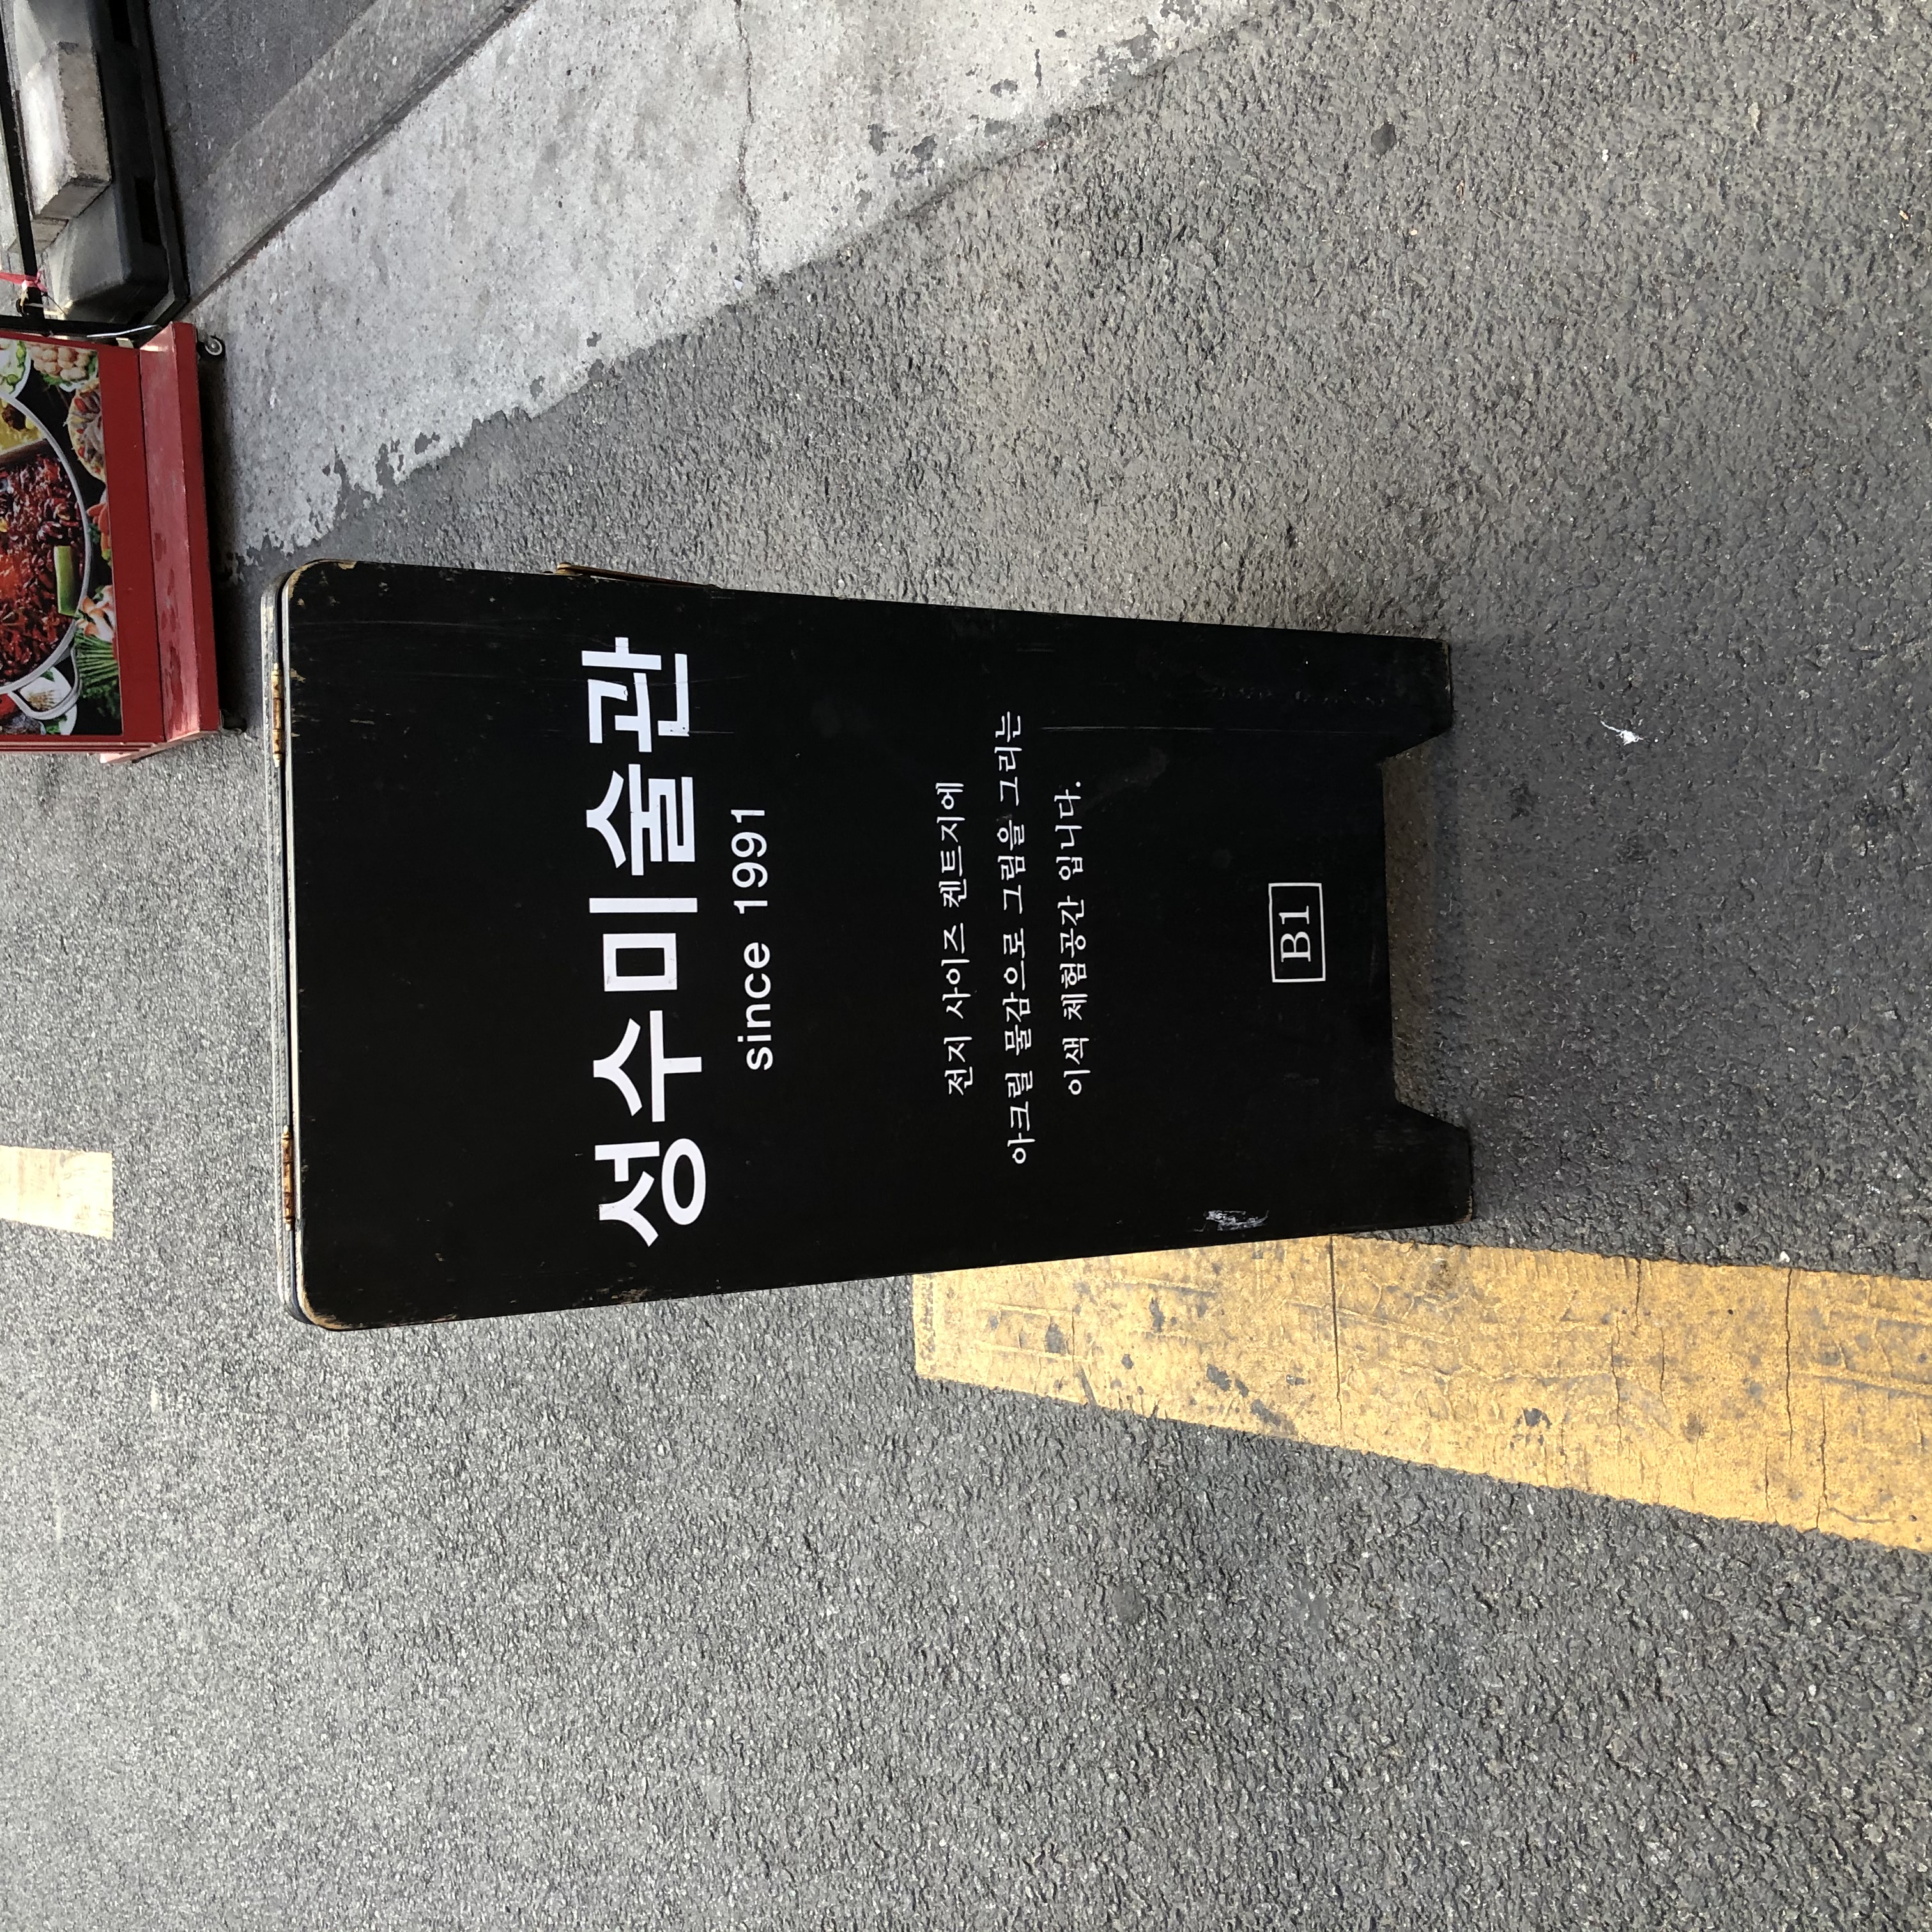 성수미술관
since 1991
전지 사이즈 켄트지에
아크릴 물감으로 그림을 그리는
이색 체험공간 입니다.
B1